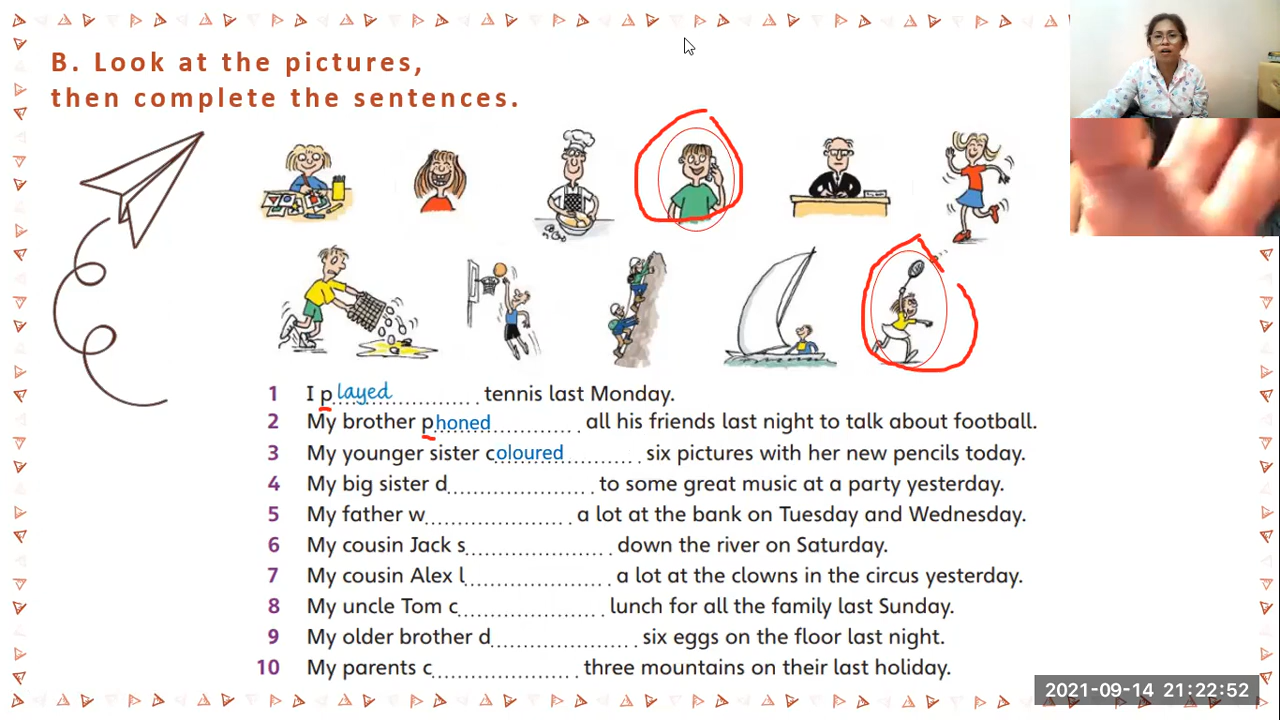 B. Look at the pictures,
then complete the sentences.
1 I played.................... tennis last Monday.
2 My brother phoned.................... all his friends last night to talk about football.
3 My younger sister coloured.................... six pictures with her new pencils today.
4 My big sister d.................... to some great music at a party yesterday.
5 My father w.................... a lot at the bank on Tuesday and Wednesday.
6 My cousin Jack s.................... down the river on Saturday.
7 My cousin Alex l.................... a lot at the clowns in the circus yesterday.
8 My uncle Tom c.................... lunch for all the family last Sunday.
9 My older brother d.................... six eggs on the floor last night.
10 My parents c.................... three mountains on their last holiday.
2021-09-14 21:22:52